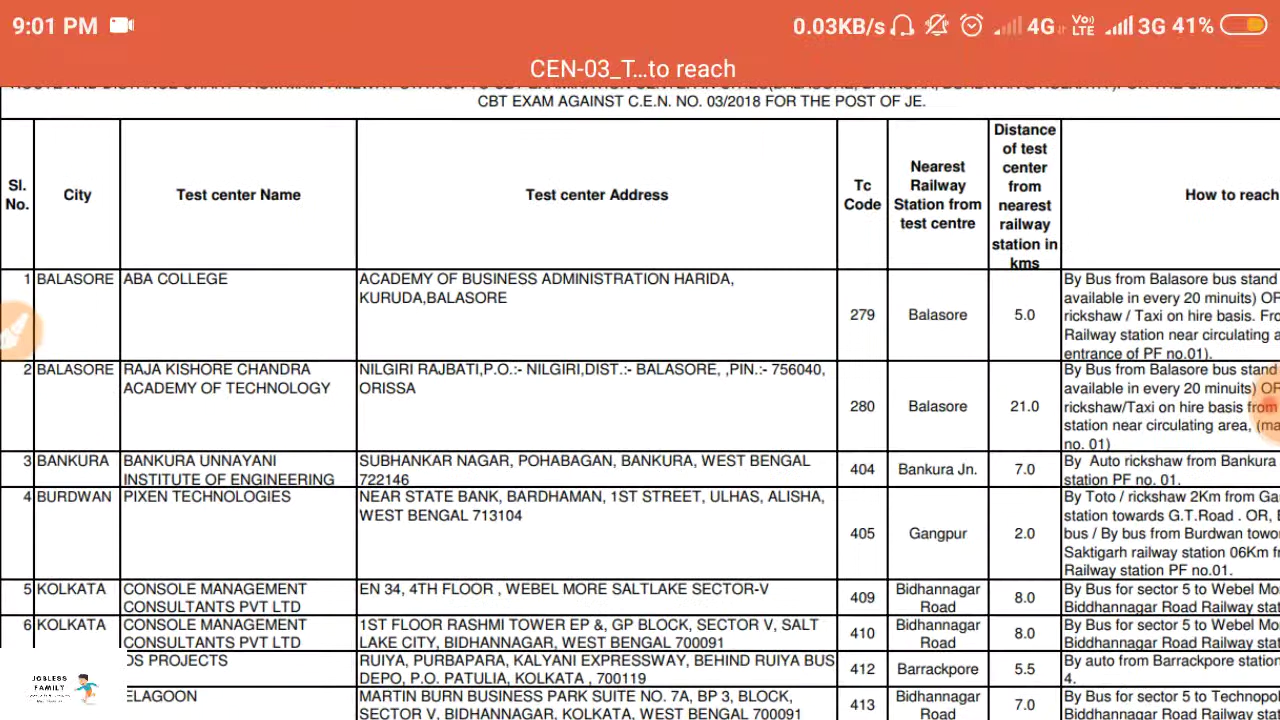 9:01 PM
0.03KB/s 4G Vo)) LTE 3G 41%
CEN-03_T...to reach
CBT EXAM AGAINST C.E.N. NO. 03/2018 FOR THE POST OF JE.
Sl. No. City Test center Name Test center Address Tc Code Nearest Railway Station from test centre Distance of test center from nearest railway station in kms How to reach
1 BALASORE ABA COLLEGE ACADEMY OF BUSINESS ADMINISTRATION HARIDA, 279 Balasore 5.0 By Bus from Balasore bus stand
KURUDA,BALASORE available in every 20 minuits) OR
rickshaw / Taxi on hire basis.
Railway station near circulating
entrance of PF no.01).
2 BALASORE RAJA KISHORE CHANDRA NILGIRI RAJBATI,P.O.:- NILGIRI,DIST.:- BALASORE, ,PIN.:- 756040, 280 Balasore 21.0 By Bus from Balasore bus stand
ACADEMY OF TECHNOLOGY ORISSA available in every 20 minuits)
rickshaw/Taxi on hire basis from
station near circulating area,
no. 01)
3 BANKURA BANKURA UNNAYANI SUBHANKAR NAGAR, POHABAGAN, BANKURA, WEST BENGAL 404 Bankura Jn. 7.0 By Auto rickshaw from Bankura
INSTITUTE OF ENGINEERING 722146 station PF no. 01.
4 BURDWAN PIXEN TECHNOLOGIES NEAR STATE BANK, BARDHAMAN, 1ST STREET, ULHAS, ALISHA, 405 Gangpur 2.0 By Toto / rickshaw 2Km from
WEST BENGAL 713104 station towards G.T.Road . OR,
bus / By bus from Burdwan
Saktigarh railway station 06Km
Railway station PF no.01.
5 KOLKATA CONSOLE MANAGEMENT EN 34, 4TH FLOOR , WEBEL MORE SALTLAKE SECTOR-V 409 Bidhannagar Road 8.0 By Bus for sector 5 to Webel
CONSULTANTS PVT LTD Biddhannagar Road Railway
6 KOLKATA CONSOLE MANAGEMENT 1ST FLOOR RASHMI TOWER EP &, GP BLOCK, SECTOR V, SALT 410 Bidhannagar Road 8.0 By Bus for sector 5 to Webel
CONSULTANTS PVT LTD LAKE CITY, BIDHANNAGAR, WEST BENGAL 700091 Biddhannagar Road Railway
PROJECTS RUIYA, PURBAPARA, KALYANI EXPRESSWAY, BEHIND RUIYA BUS 412 Barrackpore 5.5 By auto from Barrackpore
DEPO, P.O. PATULIA, KOLKATA , 700119 4.
ELAGOON MARTIN BURN BUSINESS PARK SUITE NO. 7A, BP 3, BLOCK, 413 Bidhannagar Road 7.0 By Bus for sector 5 to
SECTOR V, BIDHANNAGAR, KOLKATA, WEST BENGAL 700091 Biddhannagar Road Railway
JOBLESS
FAMILY